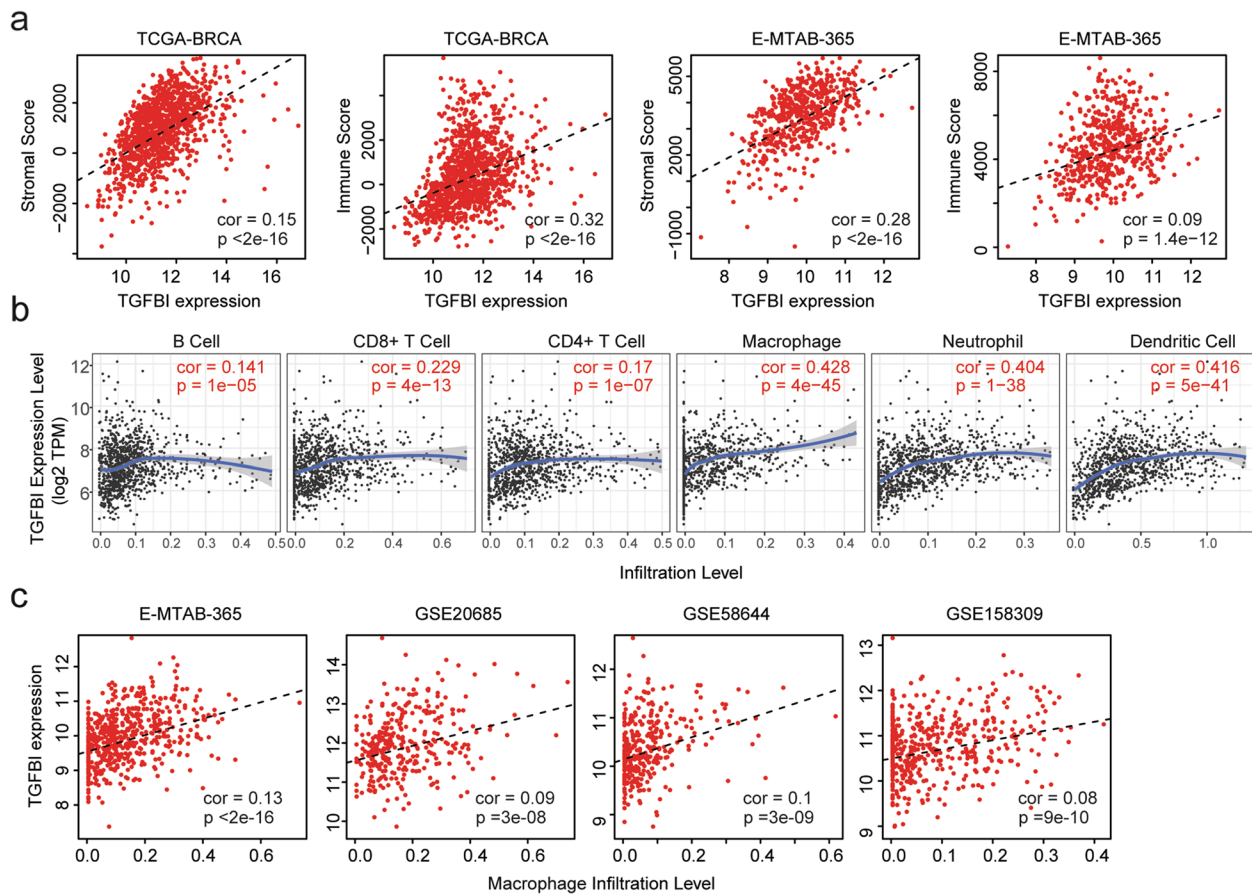 a
TCGA-BRCA
Stromal Score
2000
0
−2000
cor = 0.15
p <2e-16
10 12 14 16
TGFBI expression
TCGA-BRCA
Immune Score
4000
2000
0
−2000
cor = 0.32
p <2e-16
10 12 14 16
TGFBI expression
E-MTAB-365
Stromal Score
5000
2000
−1000
cor = 0.28
p <2e-16
8 9 10 11 12
TGFBI expression
E-MTAB-365
Immune Score
8000
4000
0
cor = 0.09
p = 1.4e−12
8 9 10 11 12
TGFBI expression
b
TGFBI Expression Level
(log2 TPM)
12
10
8
6
B Cell
cor = 0.141
p = 1e−05
0.0 0.1 0.2 0.3 0.4 0.5
CD8+ T Cell
cor = 0.229
p = 4e−13
0.0 0.2 0.4 0.6
CD4+ T Cell
cor = 0.17
p = 1e−07
0.0 0.1 0.2 0.3 0.4 0.5
Macrophage
cor = 0.428
p = 4e−45
0.0 0.1 0.2 0.3 0.4
Neutrophil
cor = 0.404
p = 1−38
0.0 0.1 0.2 0.3
Dendritic Cell
cor = 0.416
p = 5e−41
0.0 0.5 1.0
Infiltration Level
c
TGFBI expression
E-MTAB-365
12
11
10
9
8
cor = 0.13
p <2e-16
0.0 0.2 0.4 0.6
GSE20685
14
13
12
11
10
cor = 0.09
p =3e-08
0.0 0.2 0.4 0.6
GSE58644
12
11
10
9
cor = 0.1
p =3e-09
0.0 0.2 0.4 0.6
GSE158309
13
12
11
10
9
cor = 0.08
p =9e-10
0.0 0.1 0.2 0.3 0.4
Macrophage Infiltration Level